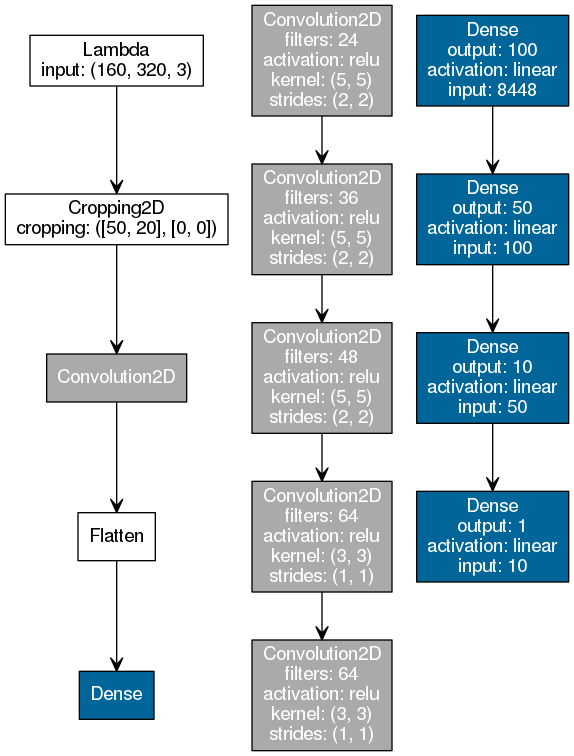 Lambda
input: (160, 320, 3)
Cropping2D
cropping: ([50, 20], [0, 0])
Convolution2D
Flatten
Dense
Convolution2D
filters: 24
activation: relu
kernel: (5, 5)
strides: (2, 2)
Convolution2D
filters: 36
activation: relu
kernel: (5, 5)
strides: (2, 2)
Convolution2D
filters: 48
activation: relu
kernel: (5, 5)
strides: (2, 2)
Convolution2D
filters: 64
activation: relu
kernel: (3, 3)
strides: (1, 1)
Convolution2D
filters: 64
activation: relu
kernel: (3, 3)
strides: (1, 1)
Dense
output: 100
activation: linear
input: 8448
Dense
output: 50
activation: linear
input: 100
Dense
output: 10
activation: linear
input: 50
Dense
output: 1
activation: linear
input: 10